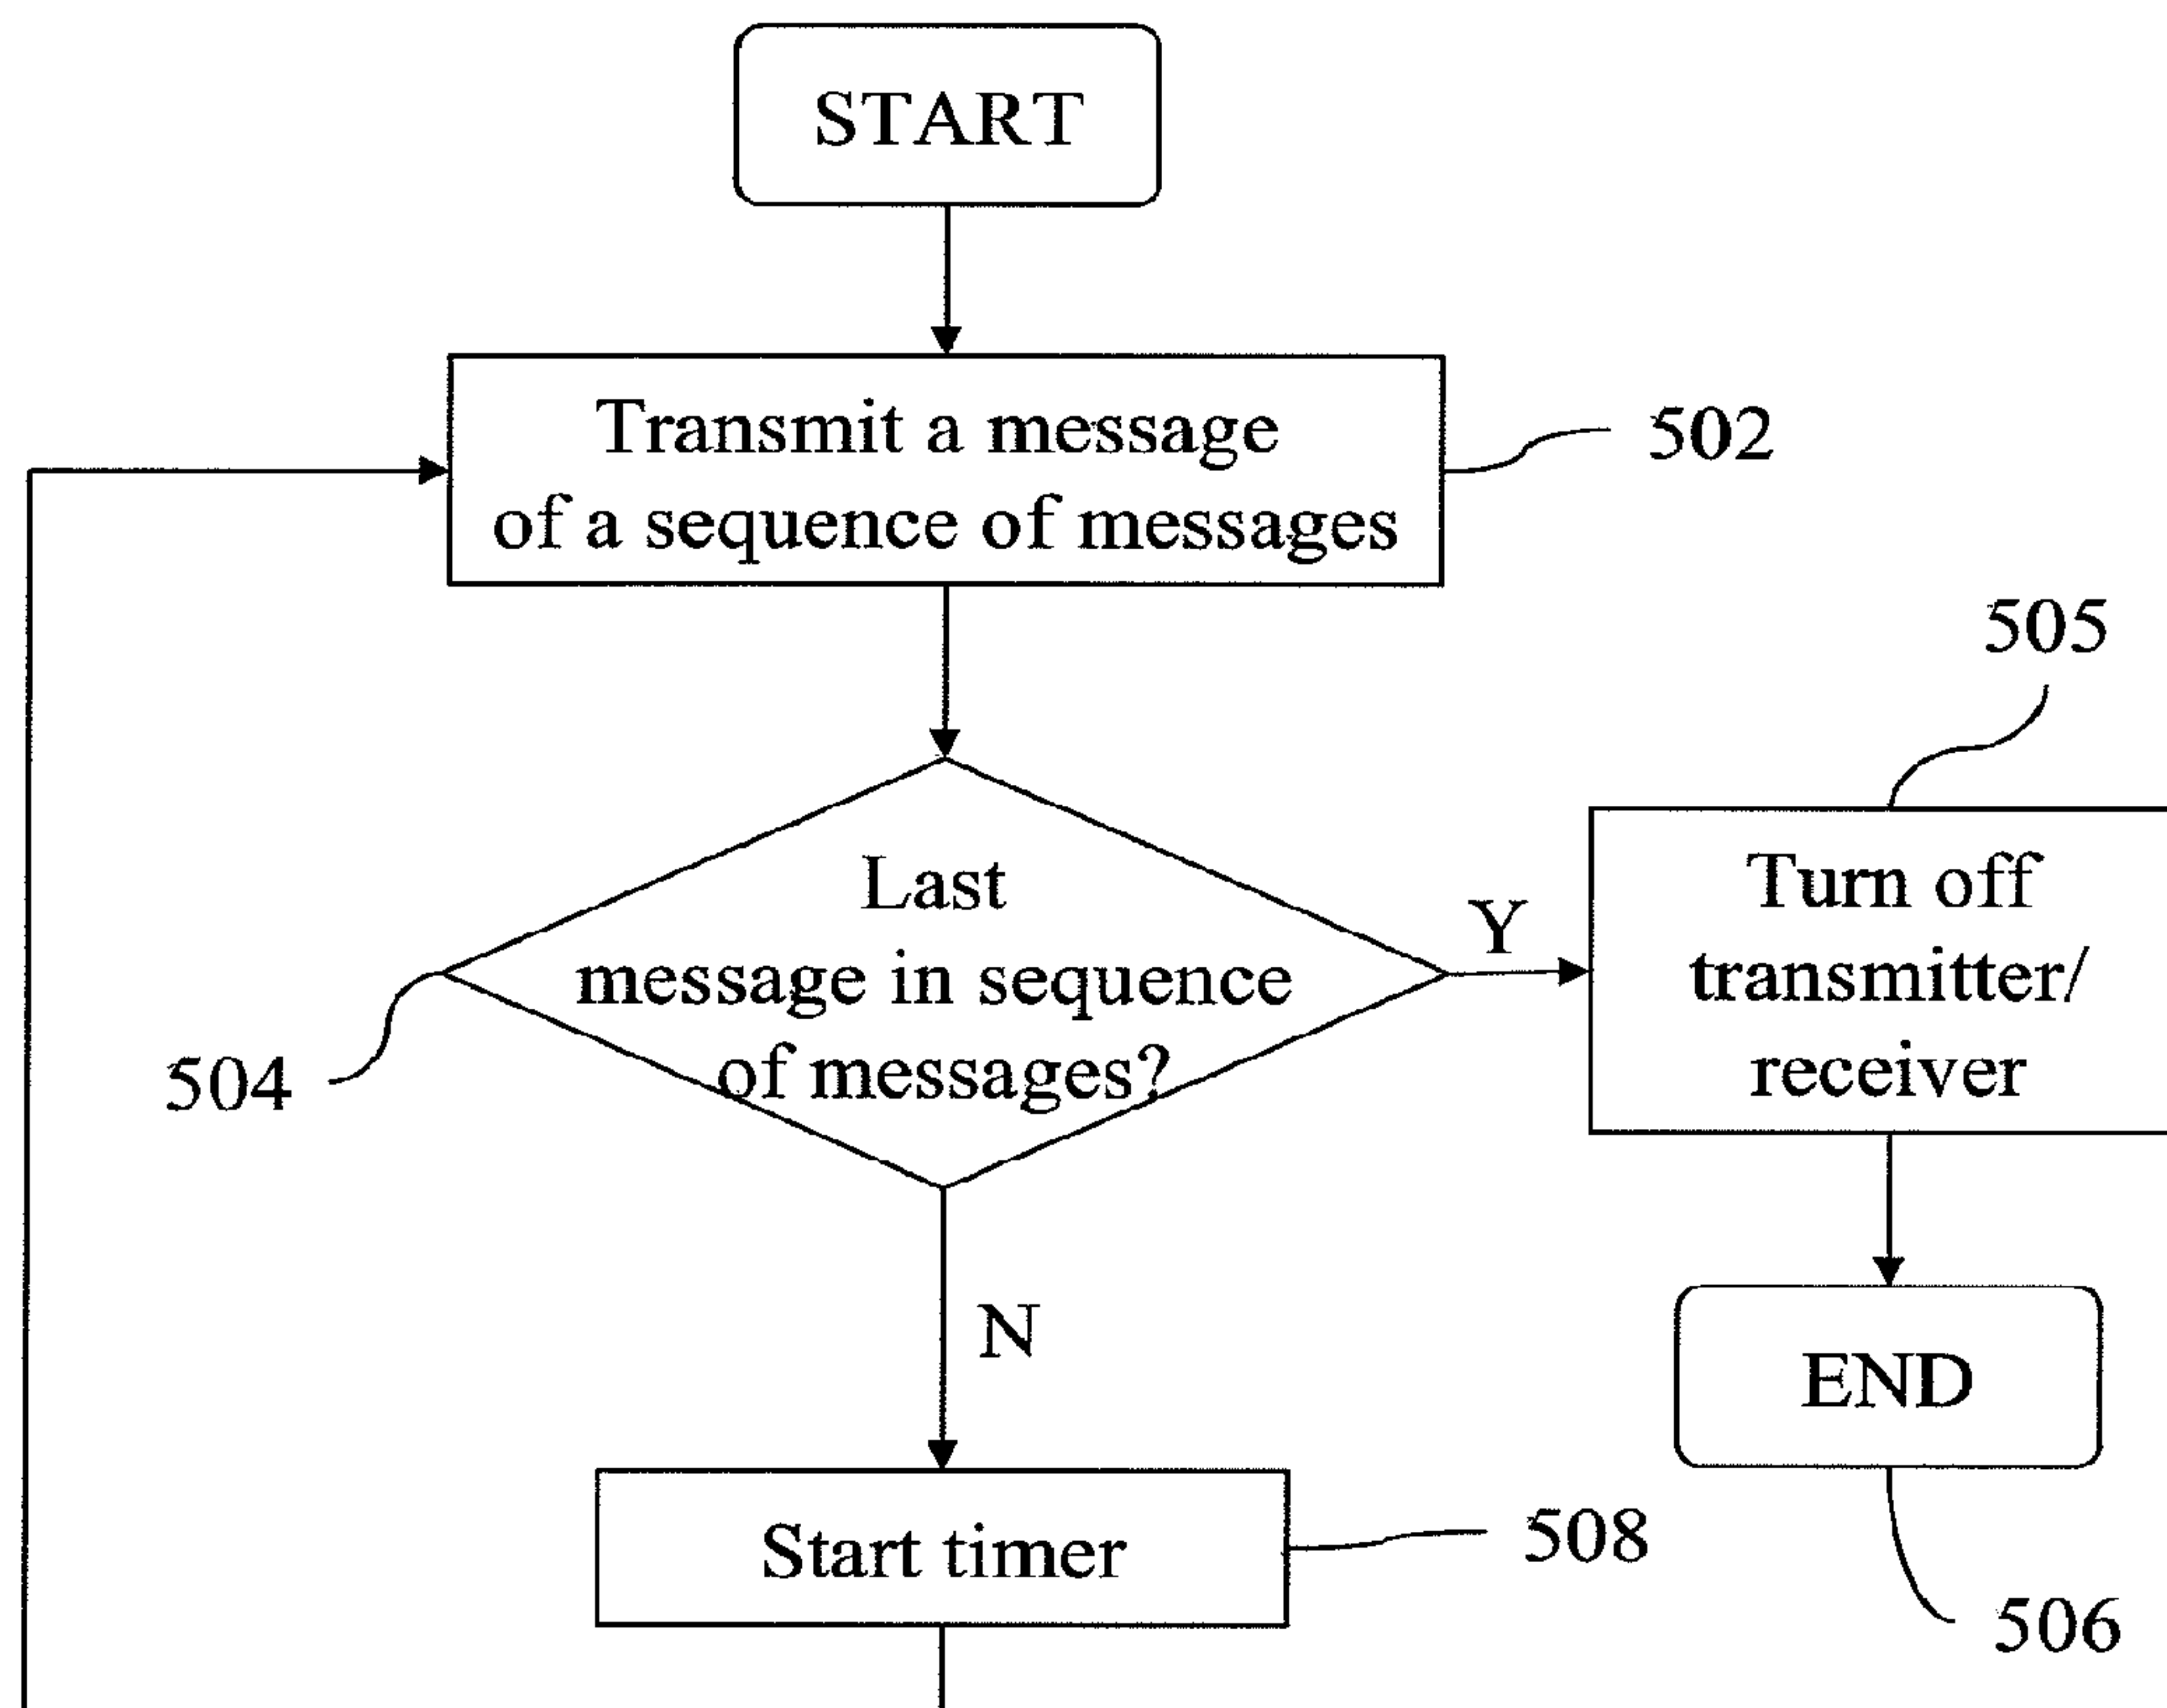 START
Transmit a message
of a sequence of messages
502
505
Last
message in sequence
of messages?
504
Y
Turn off
transmitter/
receiver
N
END
Start timer
508
506